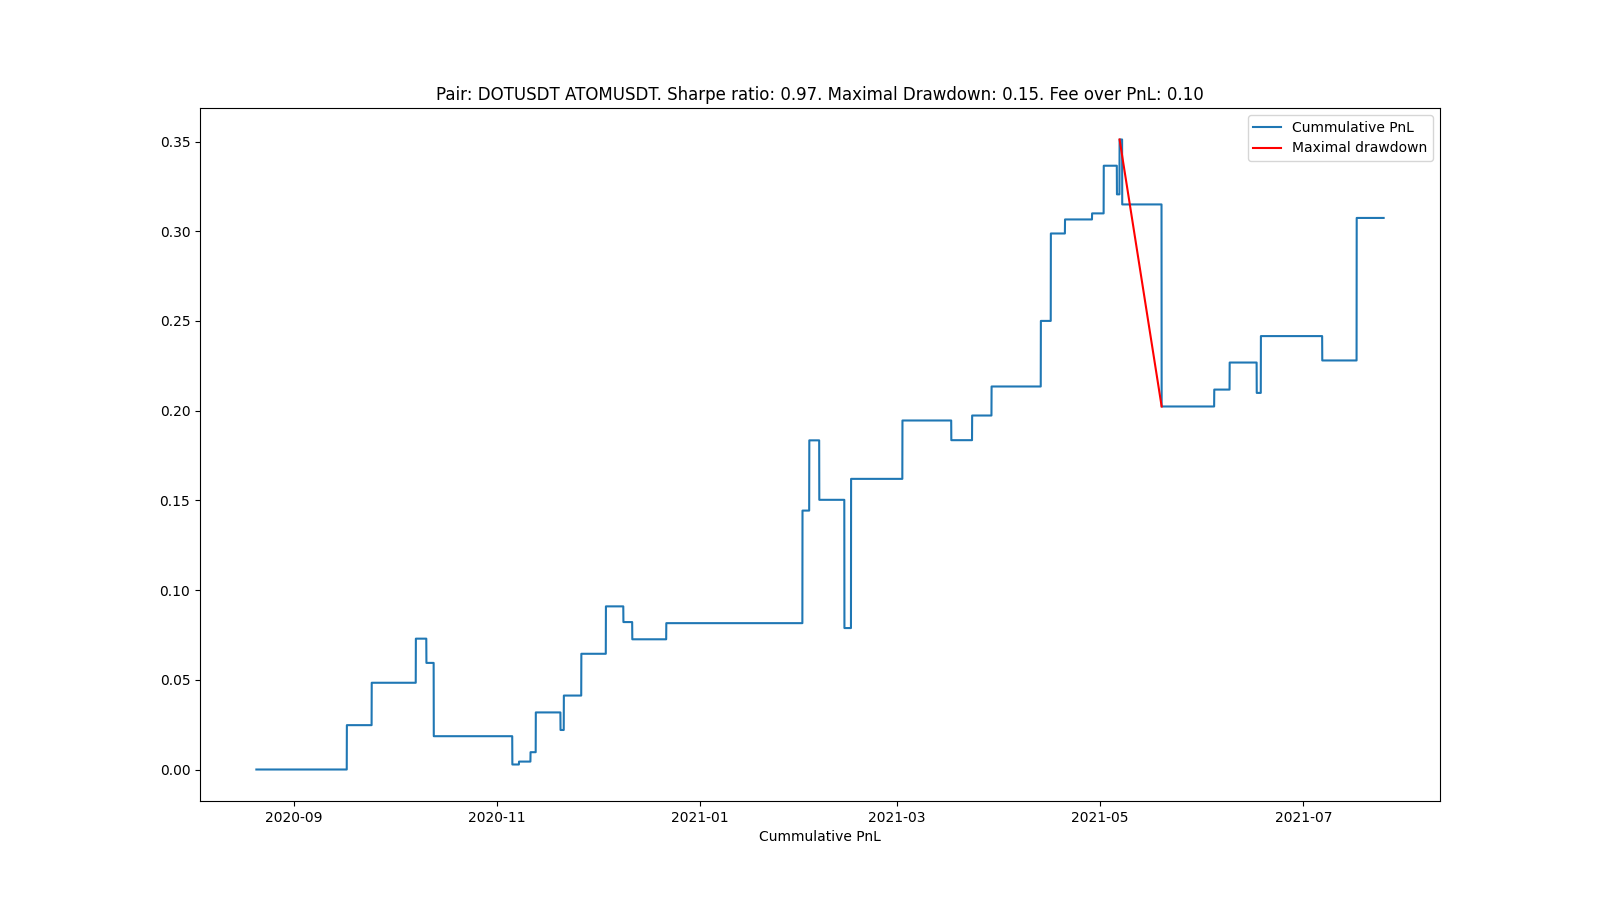 Pair: DOTUSDT ATOMUSDT. Sharpe ratio: 0.97. Maximal Drawdown: 0.15. Fee over PnL: 0.10
Cummulative PnL
Maximal drawdown
0.35
0.30
0.25
0.20
0.15
0.10
0.05
0.00
2020-09 2020-11 2021-01 2021-03 2021-05 2021-07
Cummulative PnL